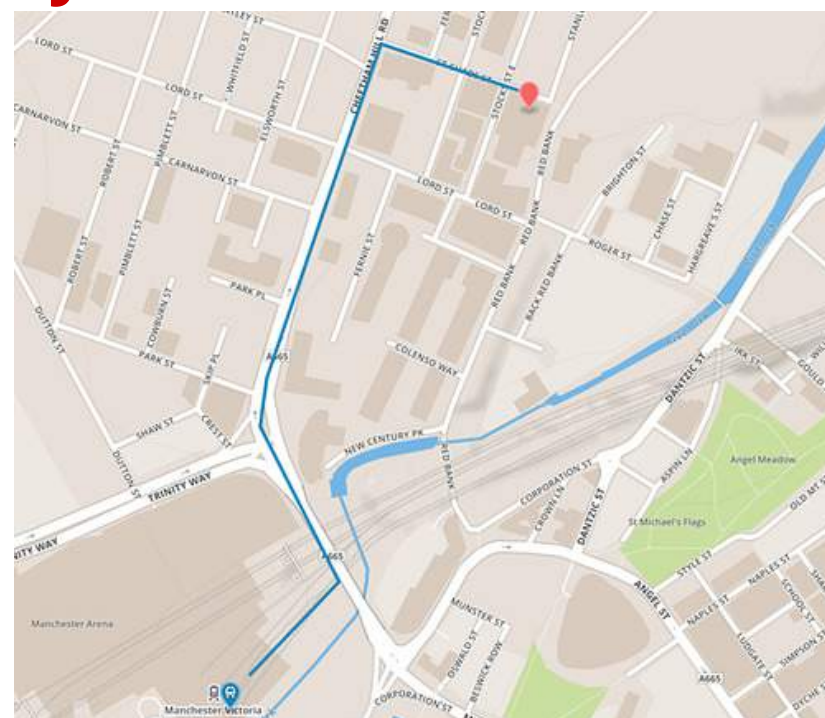 LORD ST
WHITFIELD ST
CHEETHAM HILL RD
STOCKS ST E
LORD ST
ELSWORTH ST
CARNARVON ST
PIMBLETT ST
ROBERT ST
CARNARVON ST
RED BANK
BRIGHTON ST
LORD ST
LORD ST
RED BANK
CHASE ST
HARGREAVE S ST
ROGER ST
FERNIE ST
ROBERT ST
PIMBLETT ST
PARK PL
RED BANK
BACK RED BANK
COWBURN ST
DUTTON ST
A665
COLENSO WAY
PARK ST
SKIP PL
DANTZIC ST
IRK ST
GOULD
SHAW ST
CREST ST
NEW CENTURY PK
DUTTON ST
RED BANK
ASPIN LN
Angel Meadow
TRINITY WAY
CORPORATION ST
CROWN LN
DANTZIC ST
OLD MT ST
St Michael's Flags
NITY WAY
A665
STYLE ST
ANGEL ST
NAPLES ST
NAPLES ST
SCHOOL ST
Manchester Arena
MUNSTER ST
OSWALD ST
BESWICK ROW
LUDGATE ST
SIMPSON ST
A665
DYCHE ST
CORPORATION ST
Manchester Victoria